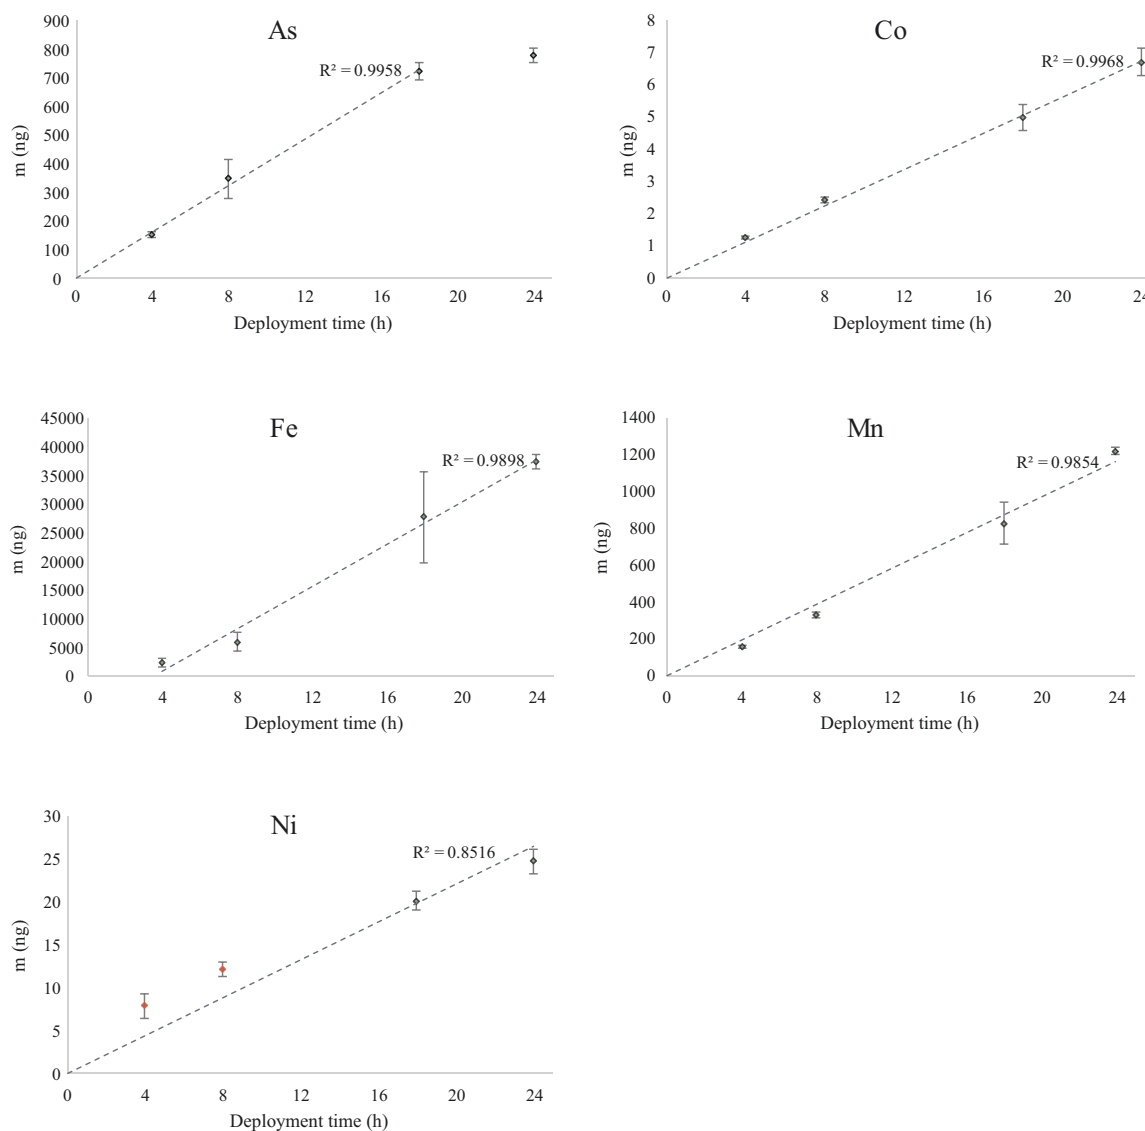 As
R² = 0.9958
900
800
700
600
500
400
300
200
100
0
m (ng)
0 4 8 12 16 20 24
Deployment time (h)
Co
R² = 0.9968
8
7
6
5
4
3
2
1
0
m (ng)
0 4 8 12 16 20 24
Deployment time (h)
Fe
R² = 0.9898
45000
40000
35000
30000
25000
20000
15000
10000
5000
0
m (ng)
0 4 8 12 16 20 24
Deployment time (h)
Mn
R² = 0.9854
1400
1200
1000
800
600
400
200
0
m (ng)
0 4 8 12 16 20 24
Deployment time (h)
Ni
R² = 0.8516
30
25
20
15
10
5
0
m (ng)
0 4 8 12 16 20 24
Deployment time (h)